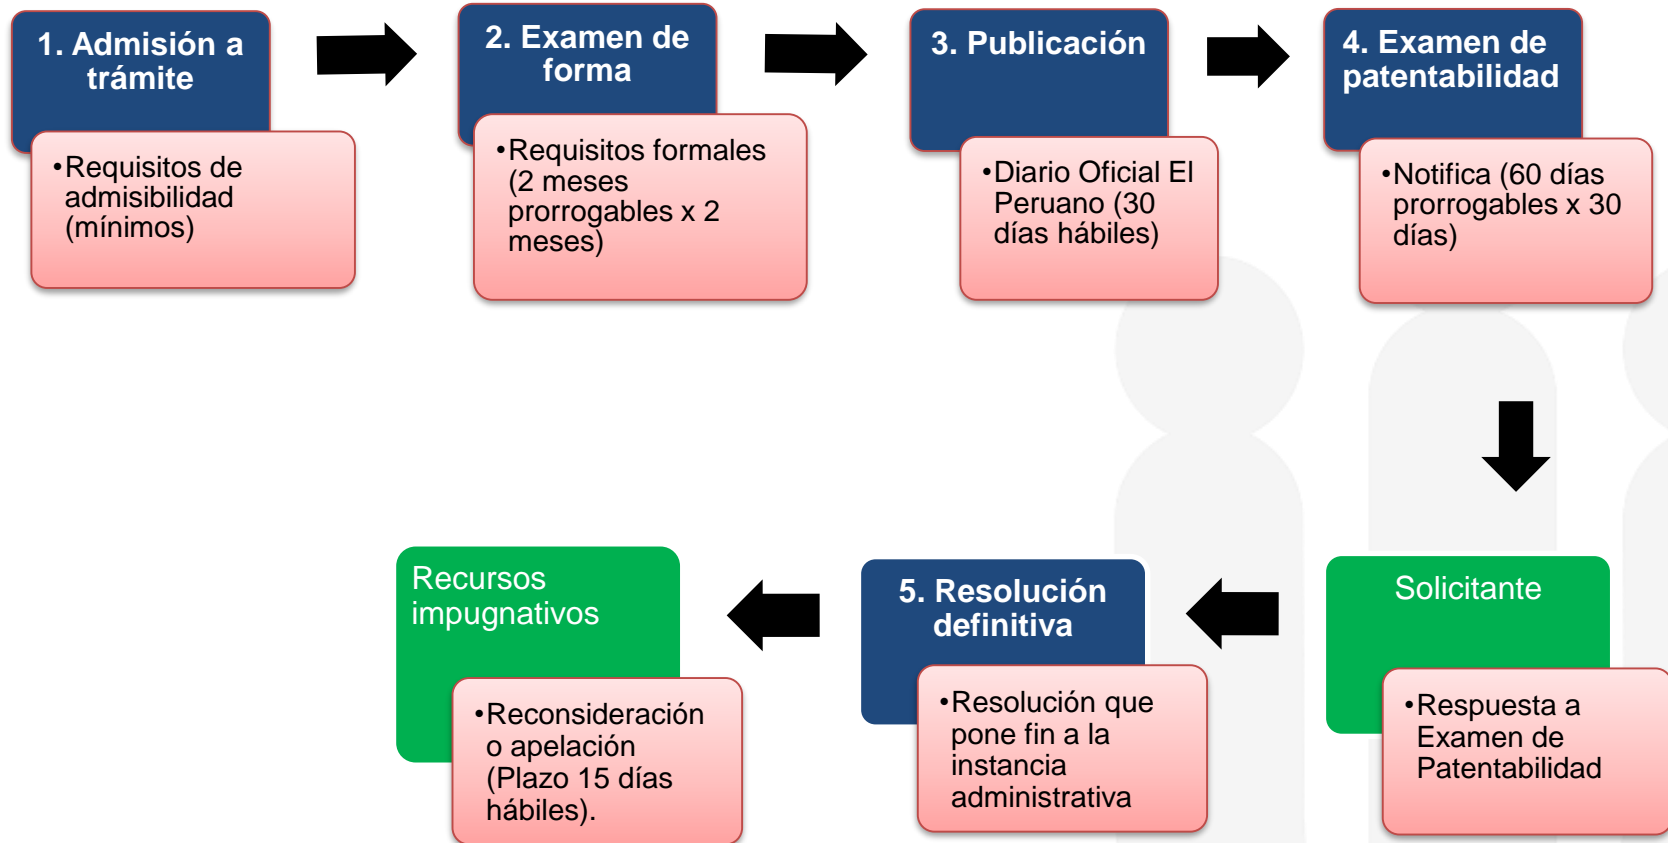 1. Admisión a
trámite
•Requisitos de
admisibilidad
(mínimos)
2. Examen de
forma
•Requisitos formales
(2 meses
prorrogables x 2
meses)
3. Publicación
•Diario Oficial El
Peruano (30
días hábiles)
4. Examen de
patentabilidad
•Notifica (60 días
prorrogables x 30
días)
Solicitante
•Respuesta a
Examen de
Patentabilidad
5. Resolución
definitiva
•Resolución que
pone fin a la
instancia
administrativa
Recursos
impugnativos
•Reconsideración
o apelación
(Plazo 15 días
hábiles).